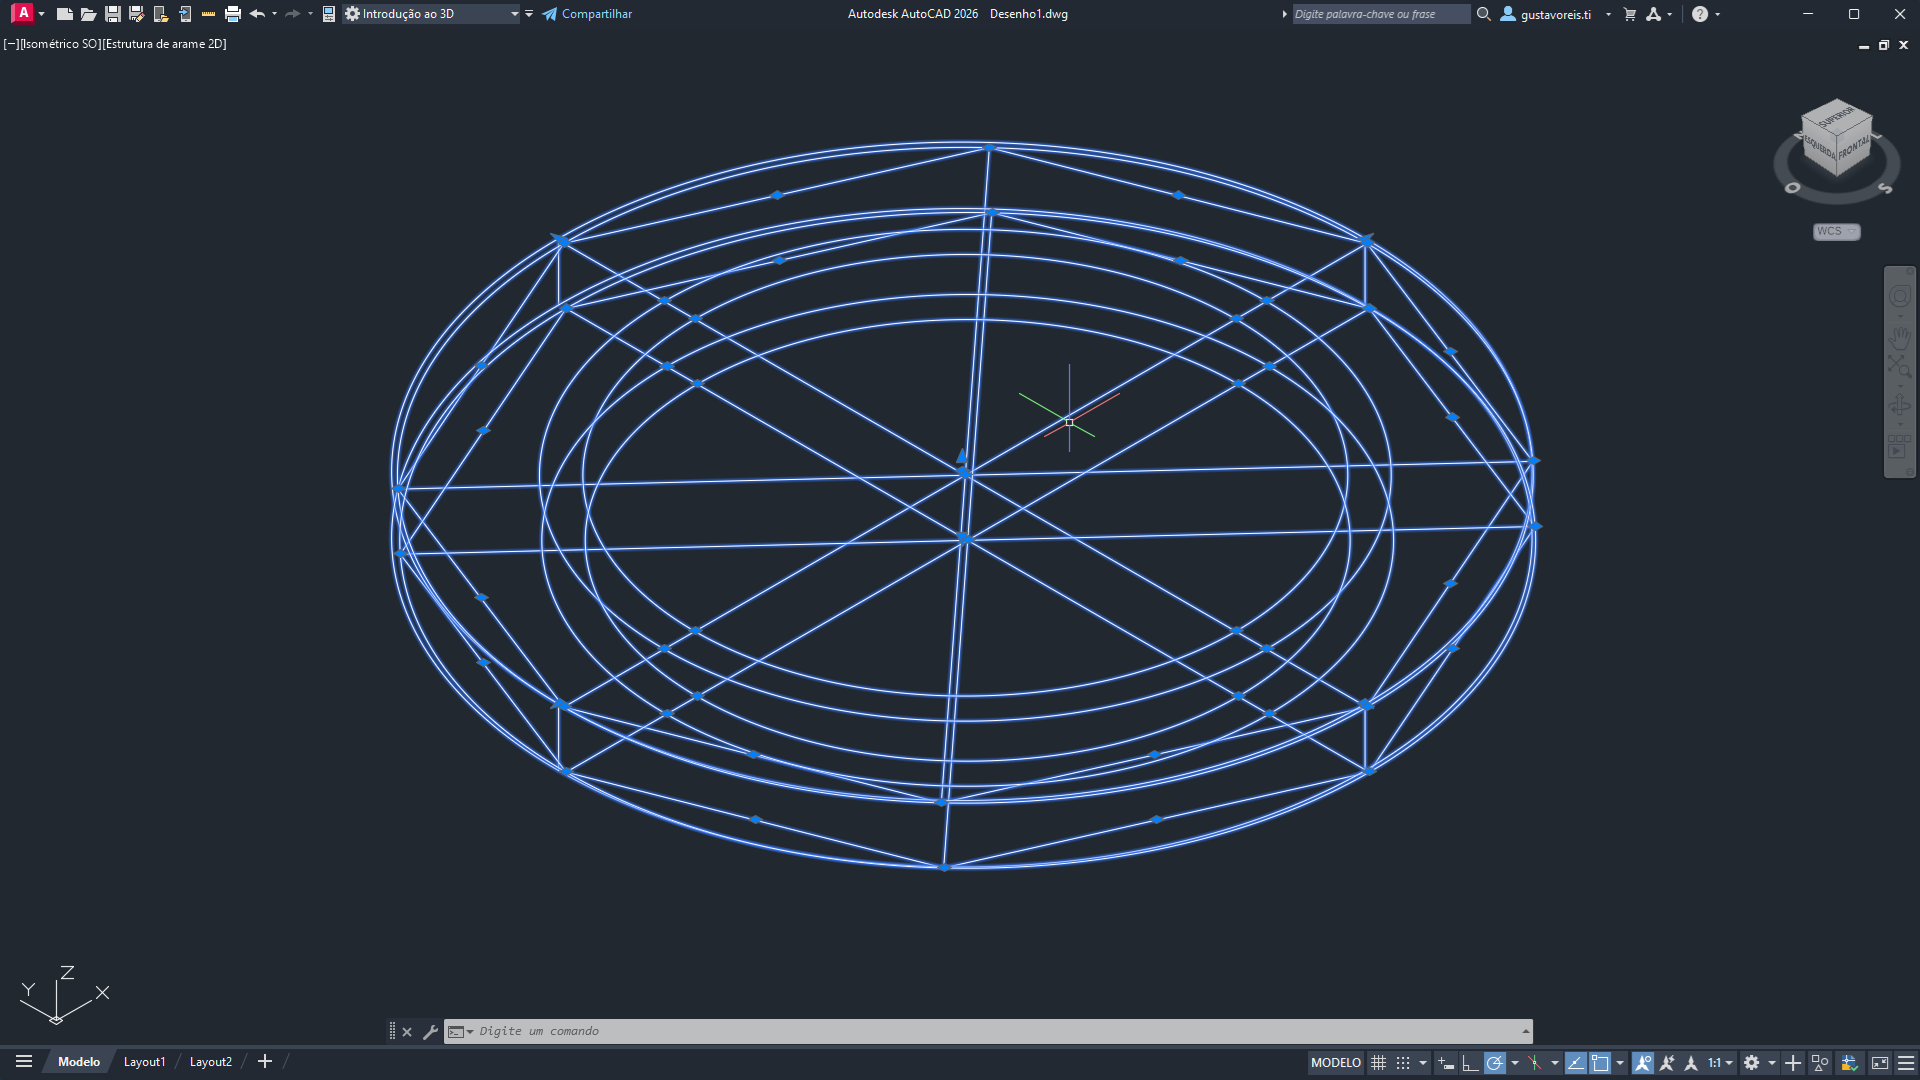 A
Introdução ao 3D
Compartilhar
Autodesk AutoCAD 2026 Desenho1.dwg
Digite palavra-chave ou frase
gustavoreis.ti
[−][Isométrico SO][Estrutura de arame 2D]
SUPERIOR
ESQUERDA
FRONTAL
O
S
WCS
Z
Y
X
Digite um comando
Modelo
Layout1
Layout2
MODELO
1:1